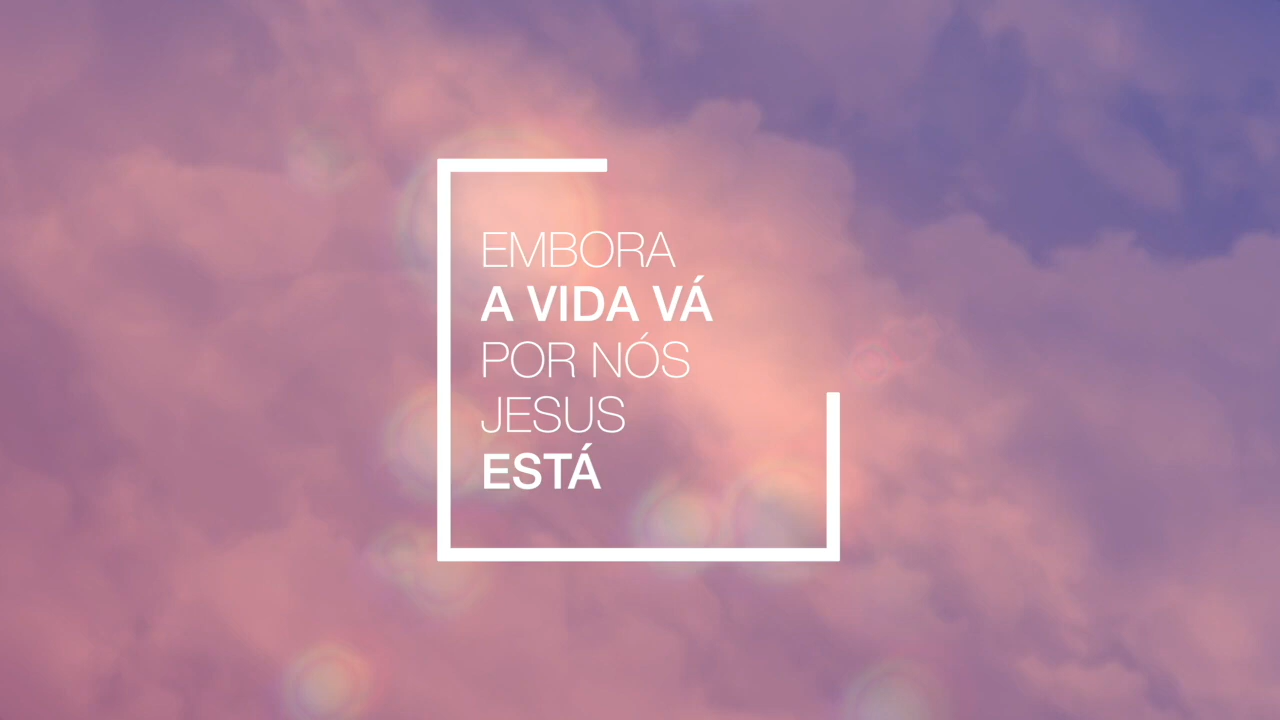 EMBORA
A VIDA VÁ
POR NÓS
JESUS
ESTÁ